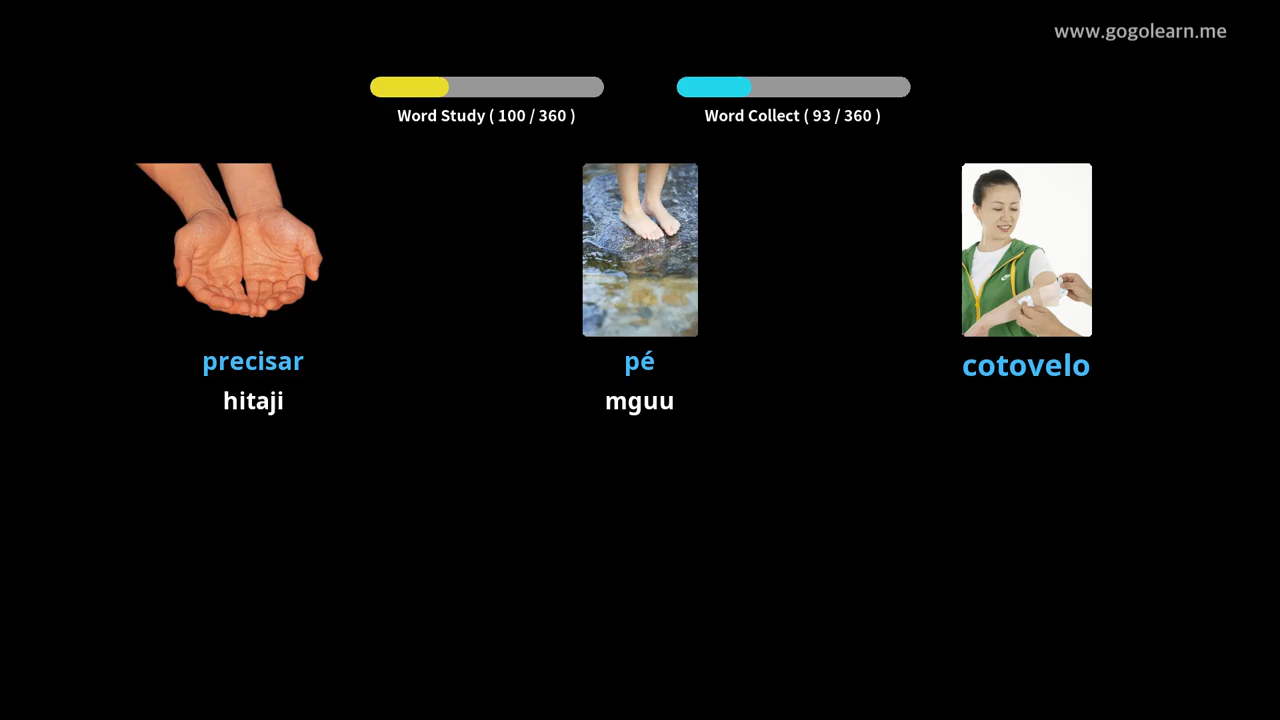 www.gogolearn.me
Word Study ( 100 / 360 )
Word Collect ( 93 / 360 )
precisar
pé
cotovelo
hitaji
mguu